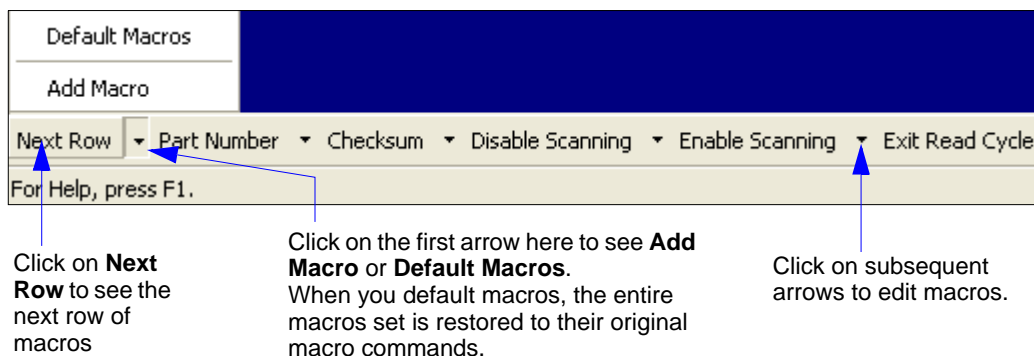 Default Macros
Add Macro
Next Row Part Number Checksum Disable Scanning Enable Scanning Exit Read Cycle
For Help, press F1.
Click on Next
Row to see the
next row of
macros
Click on the first arrow here to see Add
Macro or Default Macros.
When you default macros, the entire
macros set is restored to their original
macro commands.
Click on subsequent
arrows to edit macros.